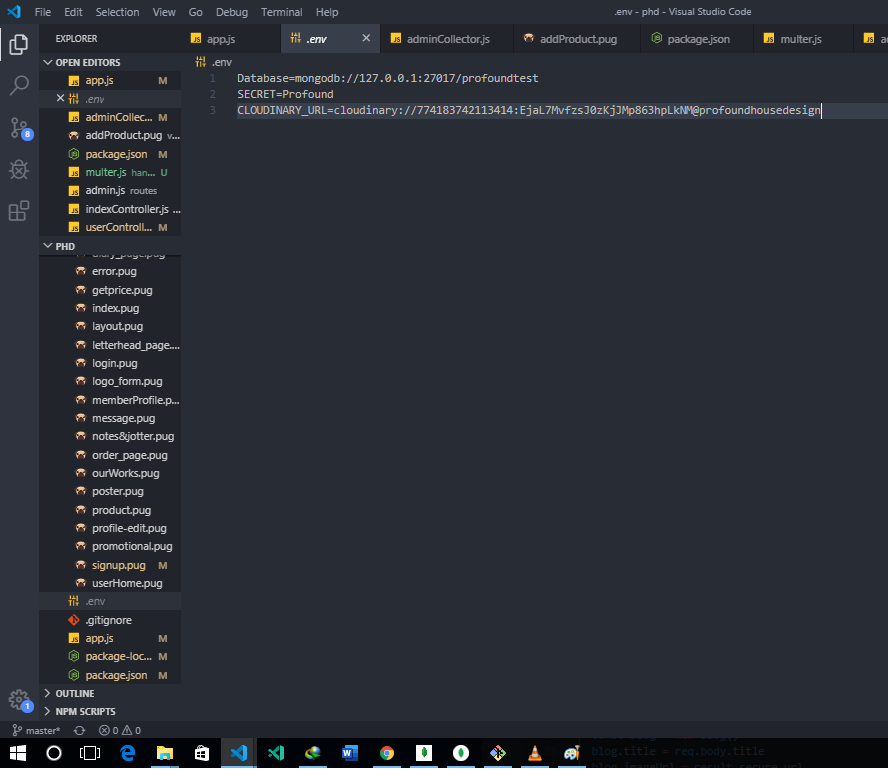 File Edit Selection View Go Debug Terminal Help .env - phd - Visual Studio Code
EXPLORER
app.js .env adminCollector.js addProduct.pug package.json multer.js
OPEN EDITORS
app.js M
.env
adminCollec... M
addProduct.pug v...
package.json M
multer.js han... U
admin.js routes
indexController.js ...
userControll... M
PHD
diary_page.pug
error.pug
getprice.pug
index.pug
layout.pug
letterhead_page....
login.pug
logo_form.pug
memberProfile.p...
message.pug
notes&jotter.pug
order_page.pug
ourWorks.pug
poster.pug
product.pug
profile-edit.pug
promotional.pug
signup.pug M
userHome.pug
.env
.gitignore
app.js M
package-loc... M
package.json M
OUTLINE
NPM SCRIPTS
.env
1 Database=mongodb://127.0.0.1:27017/profoundtest
2 SECRET=Profound
3 CLOUDINARY_URL=cloudinary://774183742113414:EjaL7MvfzsJ0zKjJMp863hpLkNM@profoundhousedesign
8
1
master* 0 0
blog.title = req.body.title